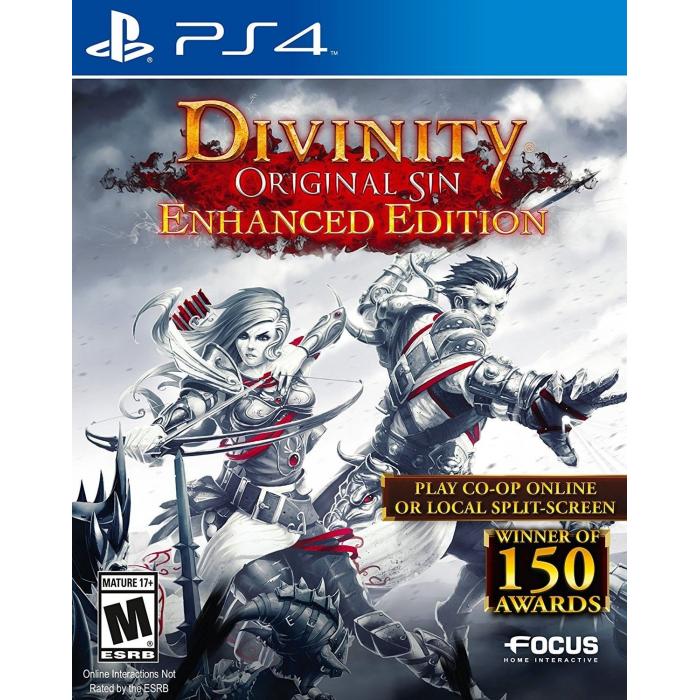 PS4
DIVINITY®
ORIGINAL SIN
ENHANCED EDITION
PLAY CO-OP ONLINE
OR LOCAL SPLIT-SCREEN
WINNER OF
150
AWARDS
MATURE 17+
M
ESRB
Online Interactions Not
Rated by the ESRB
FOCUS
HOME INTERACTIVE